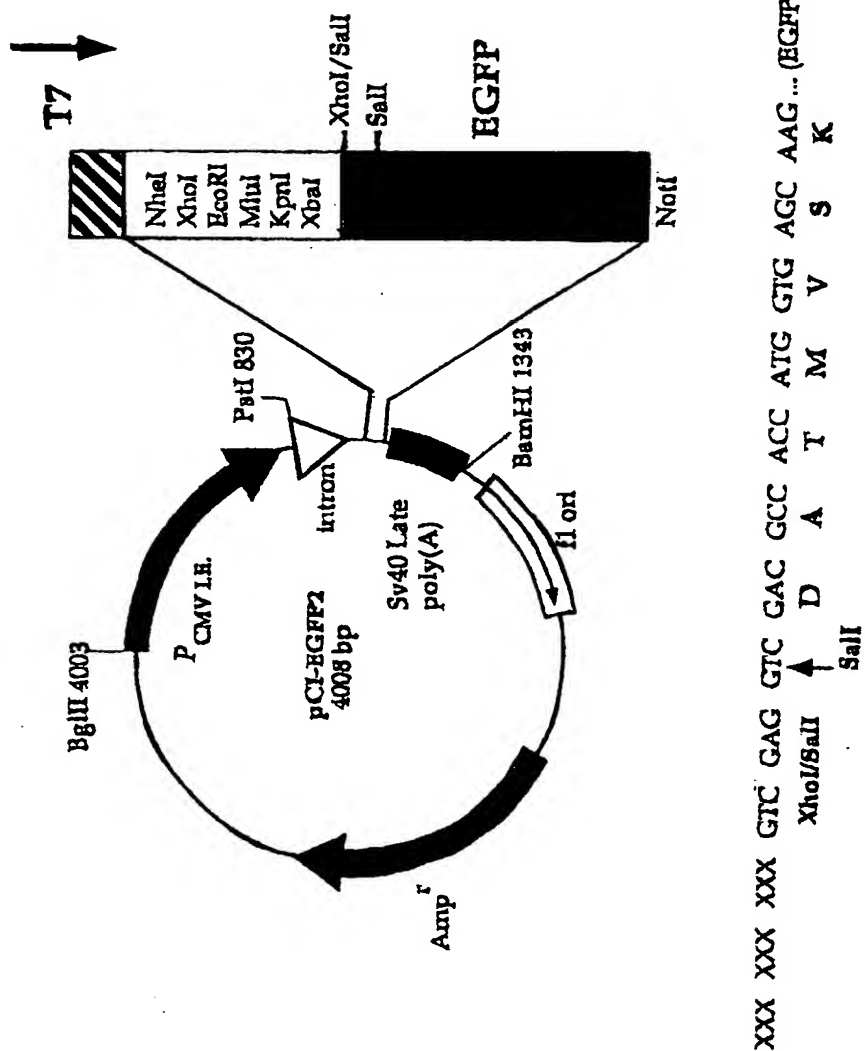 BglII 4003
P CMV I.E.
PstI 830
intron
pCI-EGFP2
4008 bp
Sv40 Late
poly(A)
BamHI 1343
f1 ori
Amp r
T7
NheI
XhoI
EcoRI
MluI
KpnI
XbaI
XhoI/SalI
SalI
EGFP
NotI
XXX XXX XXX GTC GAG GTC GAC GCC ACC ATG GTG AGC AAG ... (EGFP
XhoI/SalI D A T M V S K
SalI